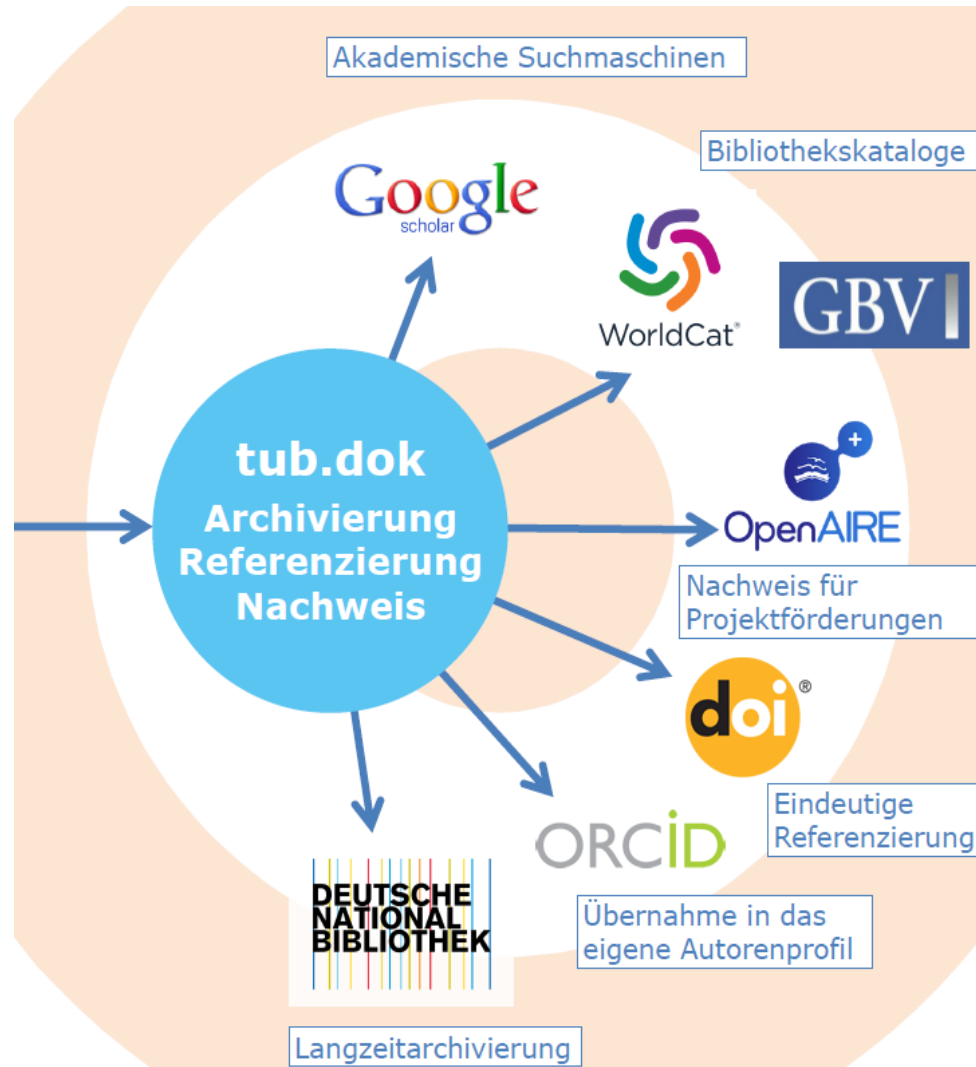 Akademische Suchmaschinen
Bibliothekskataloge
Google
scholar
WorldCat®
GBV
tub.dok
Archivierung
Referenzierung
Nachweis
+
OpenAIRE
Nachweis für
Projektförderungen
doi®
Eindeutige
Referenzierung
ORCiD
Übernahme in das
eigene Autorenprofil
DEUTSCHE
NATIONAL
BIBLIOTHEK
Langzeitarchivierung